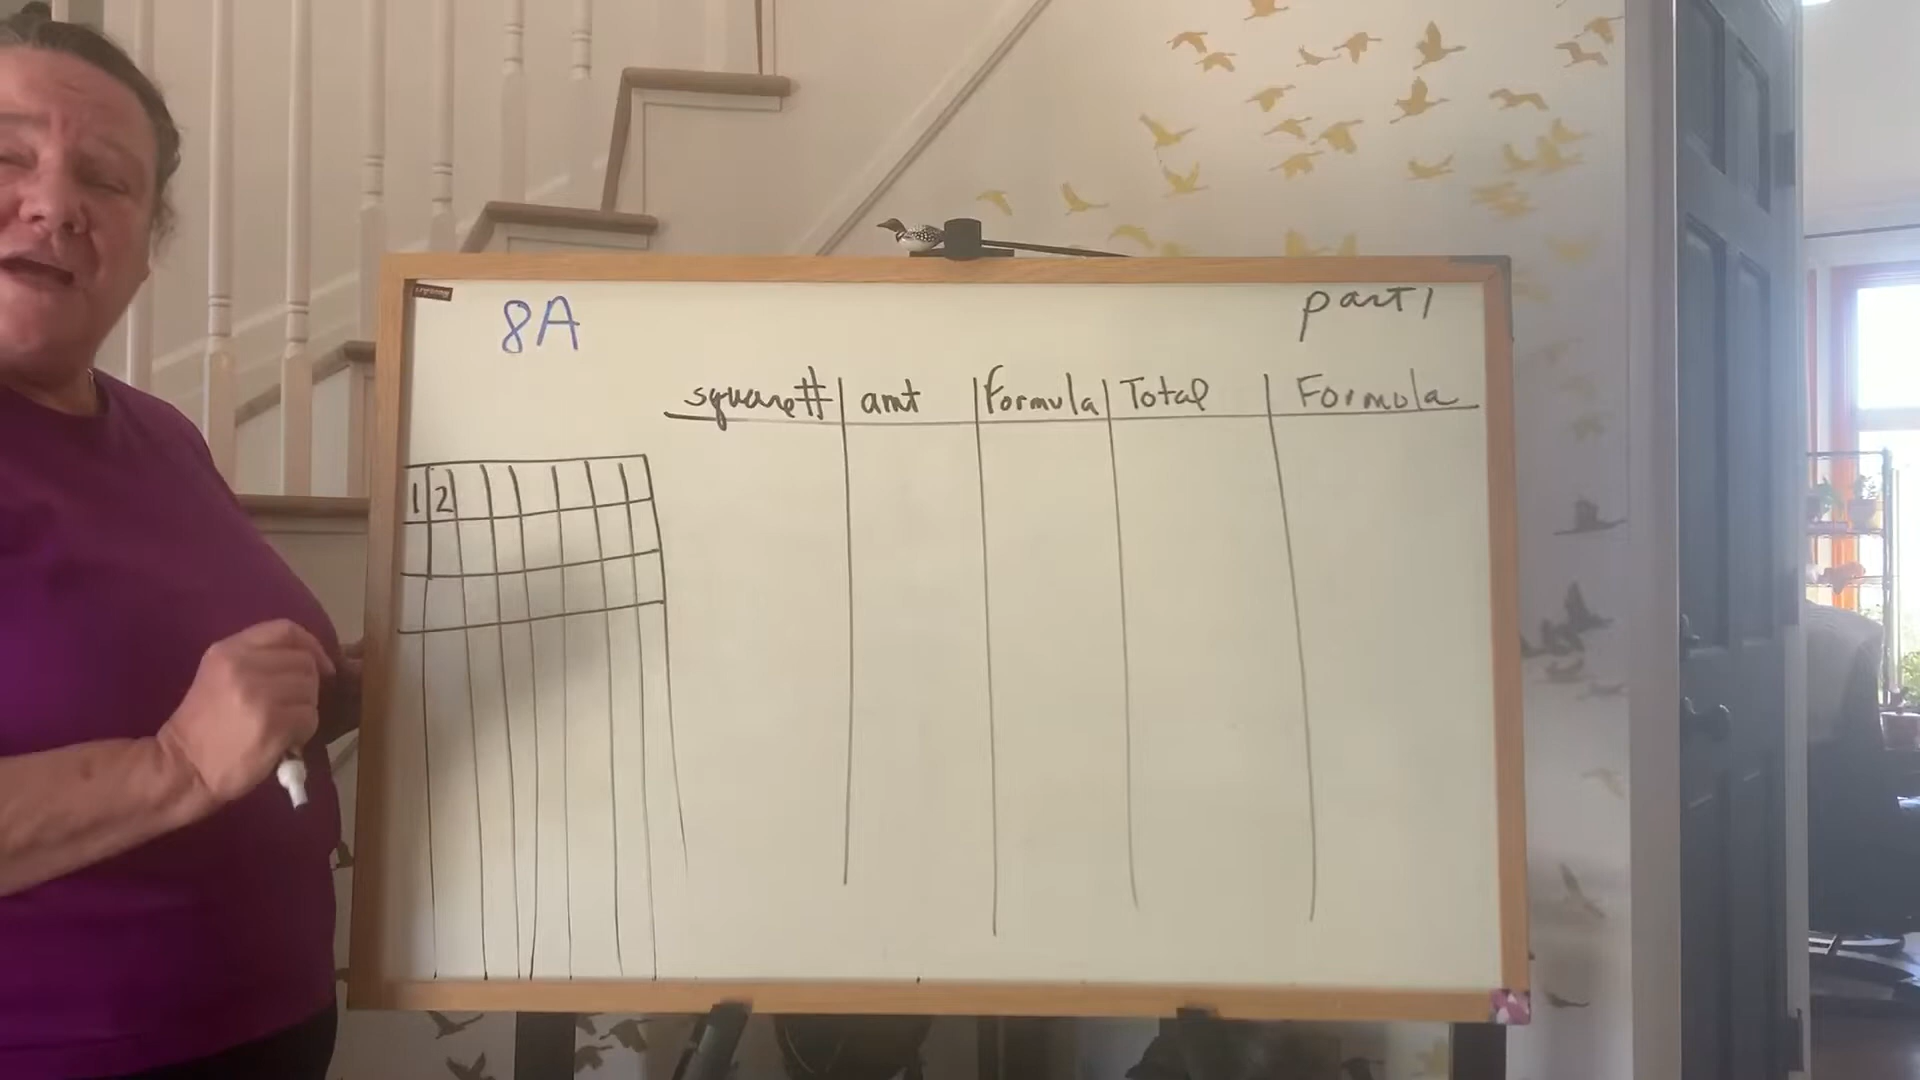 8A
part 1
square# amt Formula Total Formula
1 2